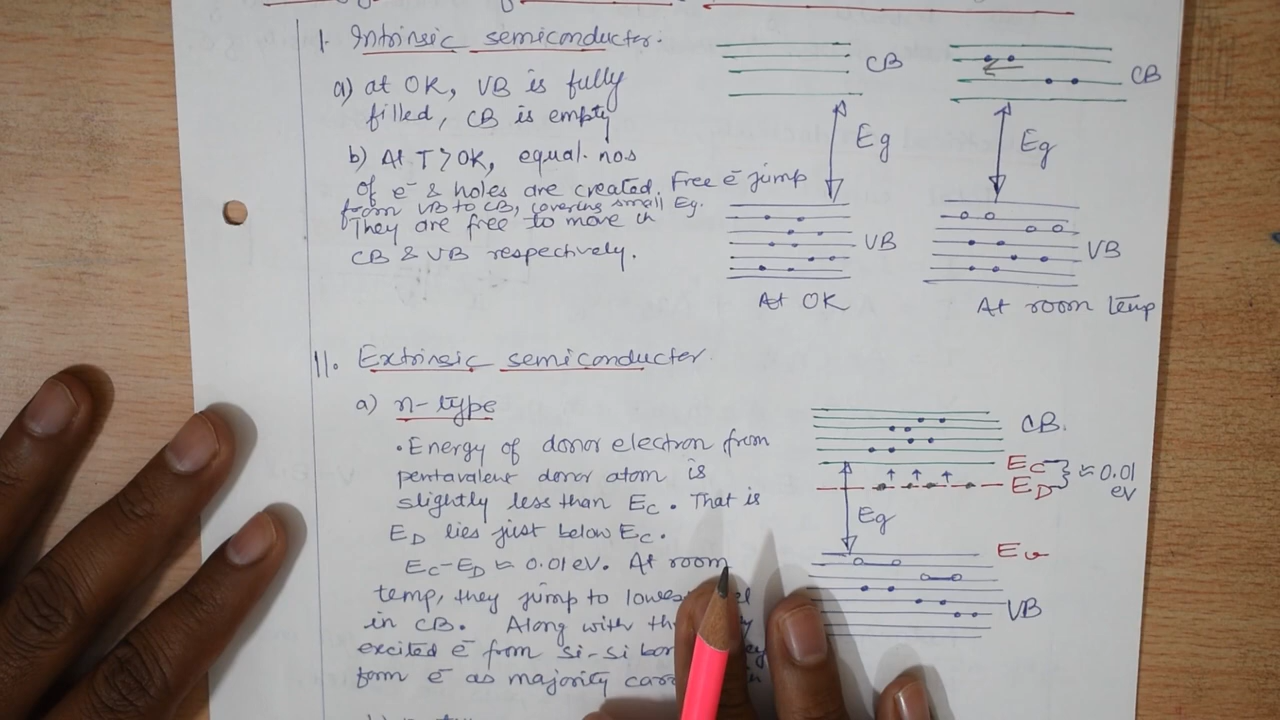 I. Intrinsic semiconducter:
a) at 0K, VB is fully
filled, CB is empty
b) At T>0K, equal nos
of e⁻ & holes are created. Free e⁻ jump
from VB to CB, covering small Eg.
They are free to move in
CB & VB respectively.
CB
Eg
VB
At 0K
CB
Eg
VB
At room temp
II. Extrinsic semiconducter.
a) n-type
• Energy of donor electron from
pentavalent donor atom is
slightly less than Ec. That is
ED lies just below Ec.
Ec-ED ≈ 0.01 eV. At room
temp, they jump to
in CB. Along with
excited e⁻ from si-si
form e⁻ as majority
CB.
Ec
ED
≈ 0.01
ev
Eg
Ev
VB